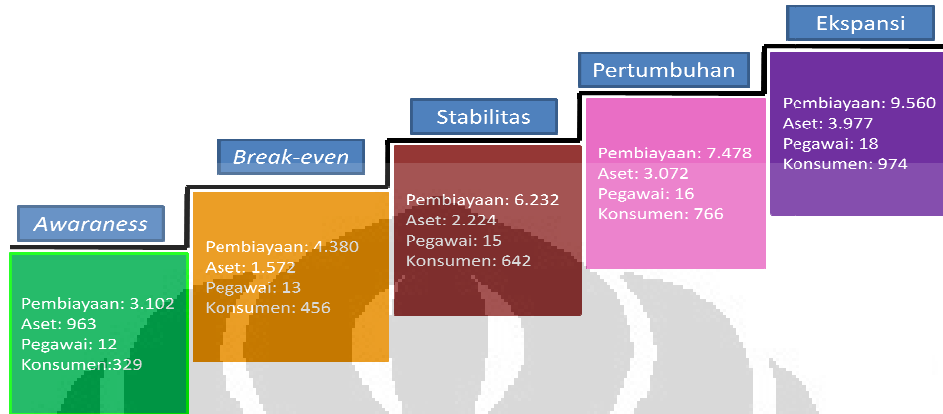 Awaraness
Pembiayaan: 3.102
Aset: 963
Pegawai: 12
Konsumen:329
Break-even
Pembiayaan: 4.380
Aset: 1.572
Pegawai: 13
Konsumen: 456
Stabilitas
Pembiayaan: 6.232
Aset: 2.224
Pegawai: 15
Konsumen: 642
Pertumbuhan
Pembiayaan: 7.478
Aset: 3.072
Pegawai: 16
Konsumen: 766
Ekspansi
Pembiayaan: 9.560
Aset: 3.977
Pegawai: 18
Konsumen: 974